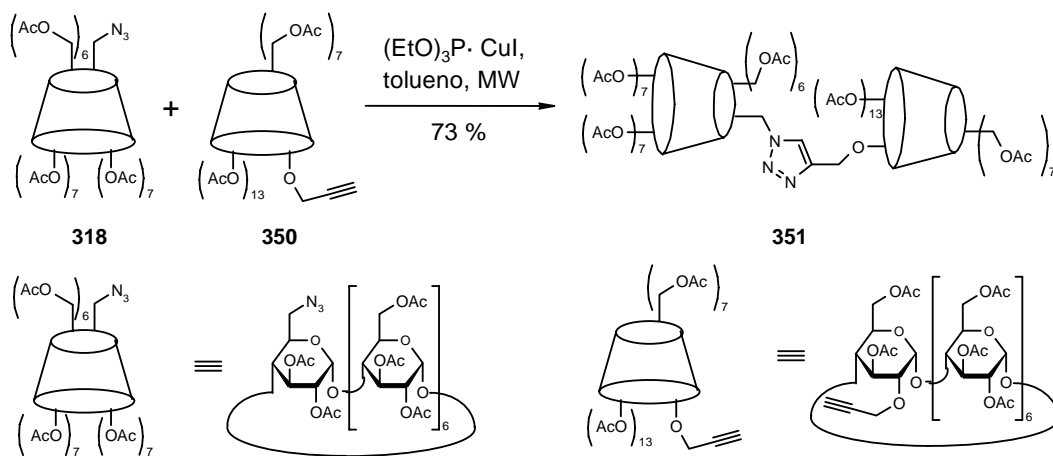 AcO 6 N3 OAc 7
(EtO)3P· CuI,
tolueno, MW
73 %
+
AcO 7 AcO 7
AcO 13 O
AcO 7 OAc 6
AcO 7
N N N
O
AcO 13
OAc 7
318 350 351
AcO 6 N3
AcO 7 AcO 7
N3 O OAc OAc O
OAc O OAc O
OAc OAc 6
OAc 7
AcO 13 O
OAc O OAc O
OAc O OAc O
O OAc 6